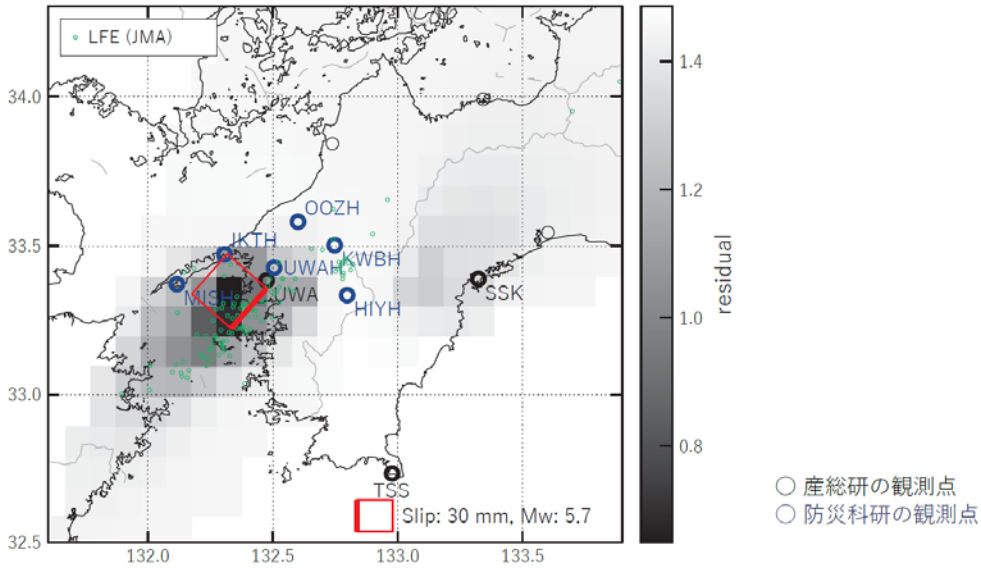 LFE (JMA)
34.0
33.5
33.0
32.5
132.0
132.5
133.0
133.5
OOZH
IKTH
KWBH
UWAH
MISH
UWA
HIYH
SSK
TSS
Slip: 30 mm, Mw: 5.7
1.4
1.2
1.0
0.8
residual
産総研の観測点
防災科研の観測点